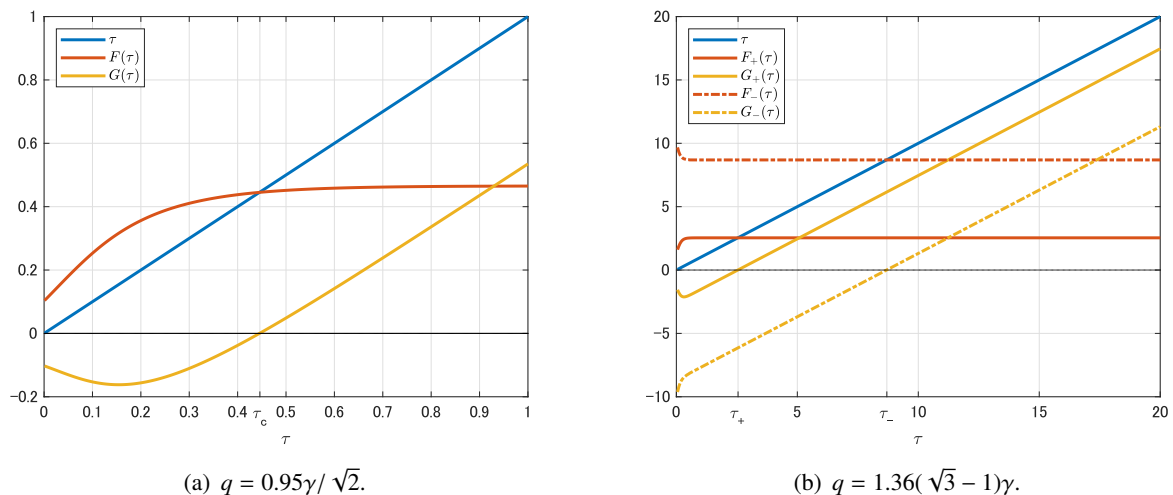 1
0.8
0.6
0.4
0.2
0
-0.2
τ
F(τ)
G(τ)
0 0.1 0.2 0.3 0.4 τc 0.5 0.6 0.7 0.8 0.9 1
τ
(a) q = 0.95γ/√2.
20
15
10
5
0
−5
−10
τ
F+(τ)
G+(τ)
F−(τ)
G−(τ)
0 τ+ 5 τ− 10 15 20
τ
(b) q = 1.36(√3 − 1)γ.